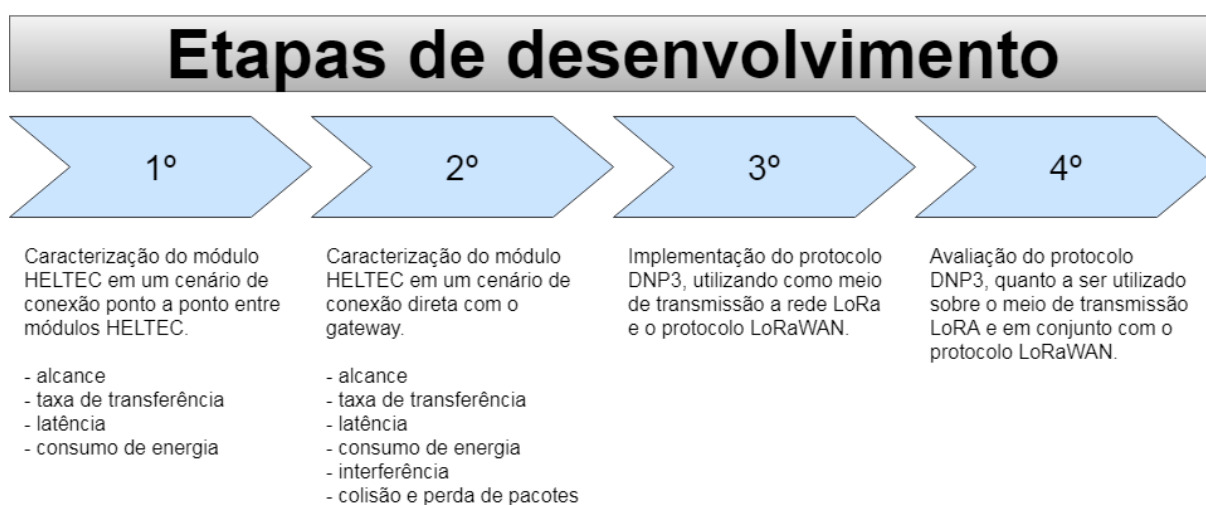 Etapas de desenvolvimento
1º
2º
3º
4º
Caracterização do módulo
HELTEC em um cenário de
conexão ponto a ponto entre
módulos HELTEC.
- alcance
- taxa de transferência
- latência
- consumo de energia
Caracterização do módulo
HELTEC em um cenário de
conexão direta com o
gateway.
- alcance
- taxa de transferência
- latência
- consumo de energia
- interferência
- colisão e perda de pacotes
Implementação do protocolo
DNP3, utilizando como meio
de transmissão a rede LoRa
e o protocolo LoRaWAN.
Avaliação do protocolo
DNP3, quanto a ser utilizado
sobre o meio de transmissão
LoRA e em conjunto com o
protocolo LoRaWAN.